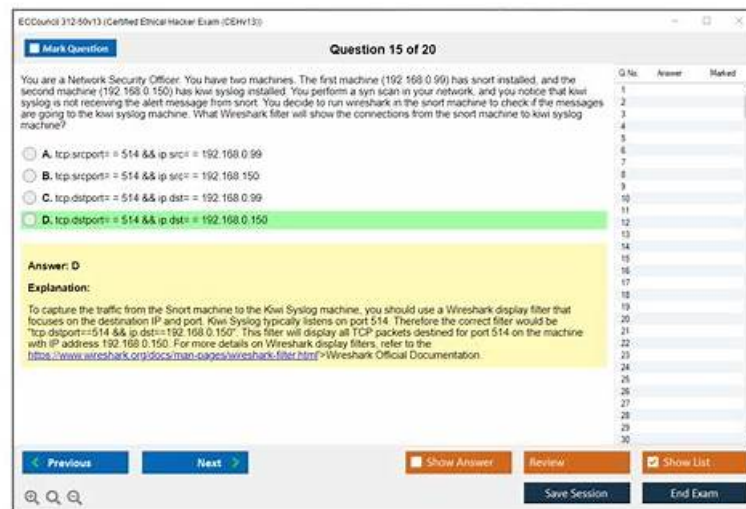 ECCouncil 312-50v13 (Certified Ethical Hacker Exam (CEHv13))
Mark Question
Question 15 of 20
You are a Network Security Officer. You have two machines. The first machine (192.168.0.99) has snort installed, and the
second machine (192.168.0.150) has kiwi syslog installed. You perform a syn scan in your network, and you notice that kiwi
syslog is not receiving the alert message from snort. You decide to run wireshark in the snort machine to check if the messages
are going to the kiwi syslog machine. What Wireshark filter will show the connections from the snort machine to kiwi syslog
machine?
A. tcp.srcport= = 514 && ip.src= = 192.168.0.99
B. tcp.srcport= = 514 && ip.src= = 192.168.150
C. tcp.dstport= = 514 && ip.dst= = 192.168.0.99
D. tcp.dstport= = 514 && ip.dst= = 192.168.0.150
Answer: D
Explanation:
To capture the traffic from the Snort machine to the Kiwi Syslog machine, you should use a Wireshark display filter that
focuses on the destination IP and port. Kiwi Syslog typically listens on port 514. Therefore the correct filter would be
"tcp.dstport==514 && ip.dst==192.168.0.150". This filter will display all TCP packets destined for port 514 on the machine
with IP address 192.168.0.150. For more details on Wireshark display filters, refer to the
https://www.wireshark.org/docs/man-pages/wireshark-filter.html'>Wireshark Official Documentation.
Q.No. Answer Marked
1
2
3
4
5
6
7
8
9
10
11
12
13
14
15
16
17
18
19
20
21
22
23
24
25
26
27
28
29
30
Previous
Next
Show Answer
Review
Show List
Save Session
End Exam